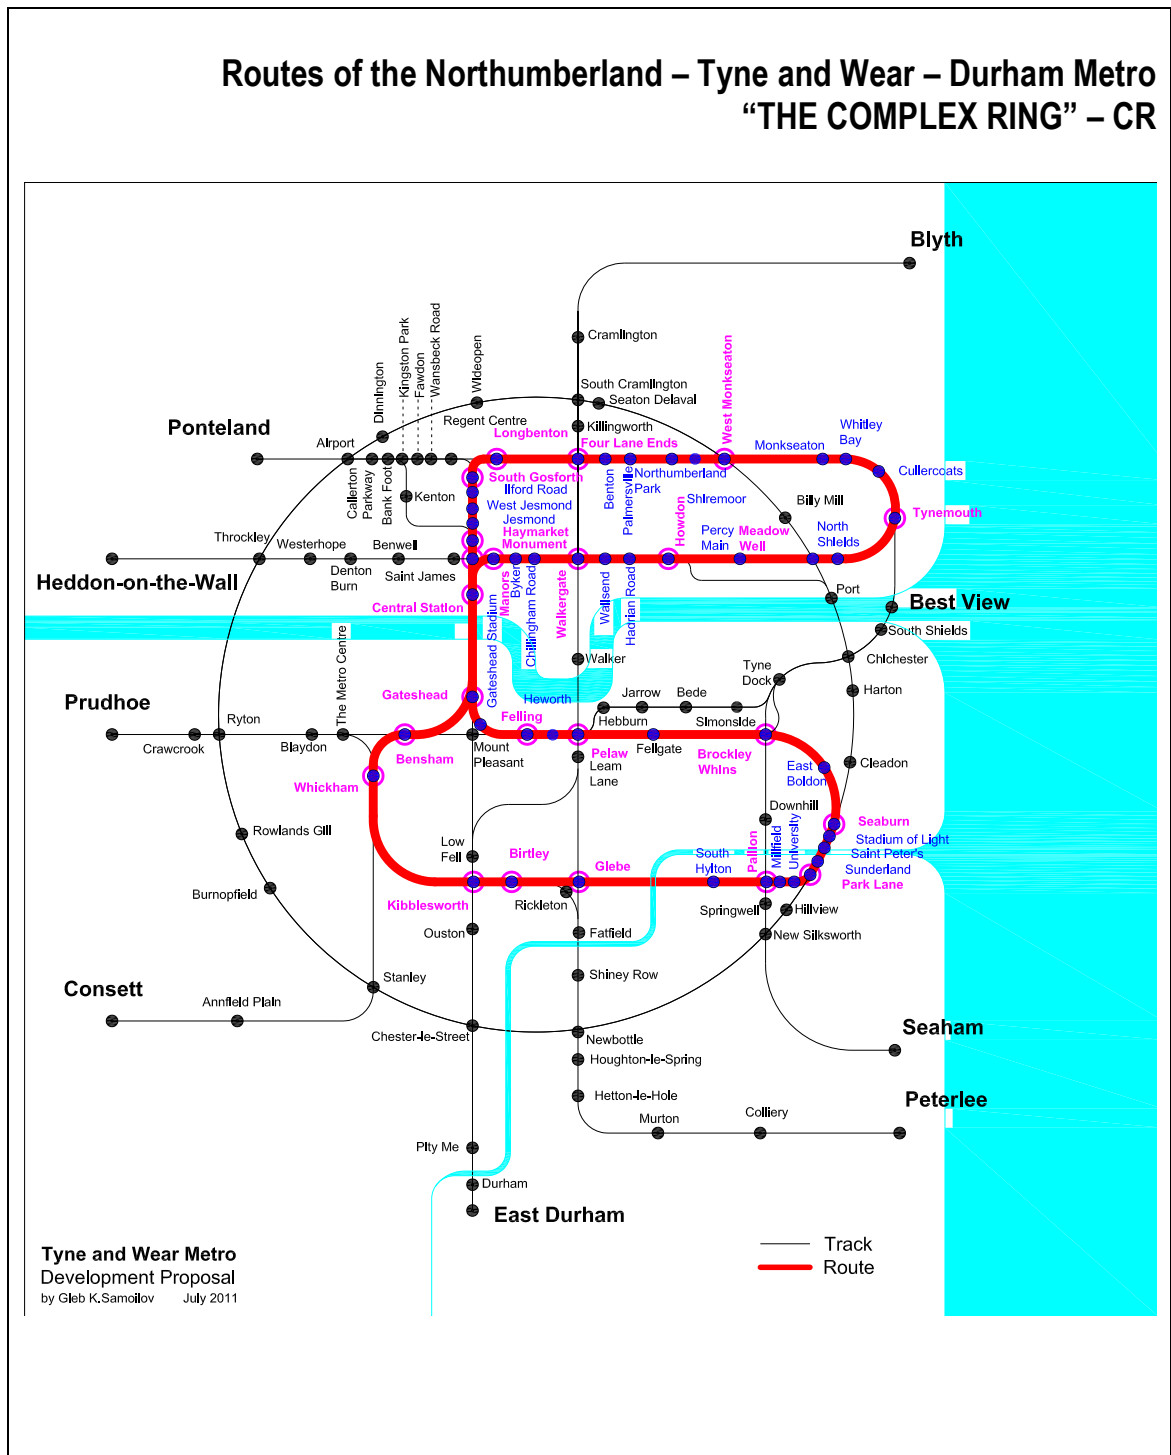 Routes of the Northumberland – Tyne and Wear – Durham Metro
“THE COMPLEX RING” – CR
Blyth
Cramlington
South Cramlington
Seaton Delaval
Killingworth
Wideopen
Regent Centre
Wansbeck Road
Fawdon
Kingston Park
Dinnington
Ponteland
Airport
Callerton
Parkway
Bank Foot
Kenton
Longbenton
Four Lane Ends
West Monkseaton
Monkseaton
Whitley
Bay
Cullercoats
South Gosforth
Ilford Road
West Jesmond
Jesmond
Haymarket
Monument
Benton
Palmersville
Northumberland
Park
Shiremoor
Billy Mill
Tynemouth
Howdon
Percy
Main
Meadow
Well
North
Shields
Throckley
Westerhope
Denton
Burn
Benwell
Saint James
Heddon-on-the-Wall
Central Station
Manors
Byker
Chillingham Road
Walkergate
Wallsend
Hadrian Road
Port
Best View
South Shields
Gateshead Stadium
Walker
Tyne
Dock
Chichester
Harton
Prudhoe
Crawcrook
Ryton
Blaydon
The Metro Centre
Gateshead
Bensham
Whickham
Mount
Pleasant
Felling
Heworth
Pelaw
Hebburn
Jarrow
Bede
Simonside
Leam
Lane
Fellgate
Brockley
Whins
East
Boldon
Cleadon
Downhill
Seaburn
Stadium of Light
Saint Peter's
Sunderland
Park Lane
Rowlands Gill
Burnopfield
Low
Fell
Birtley
Glebe
South
Hylton
Pallion
Millfield
University
Kibblesworth
Rickleton
Springwell
Hillview
New Silksworth
Ouston
Fatfield
Stanley
Shiney Row
Consett
Annfield Plain
Chester-le-Street
Newbottle
Houghton-le-Spring
Seaham
Hetton-le-Hole
Peterlee
Murton
Colliery
Pity Me
Durham
East Durham
Tyne and Wear Metro
Development Proposal
by Gleb K.Samoilov July 2011
Track
Route